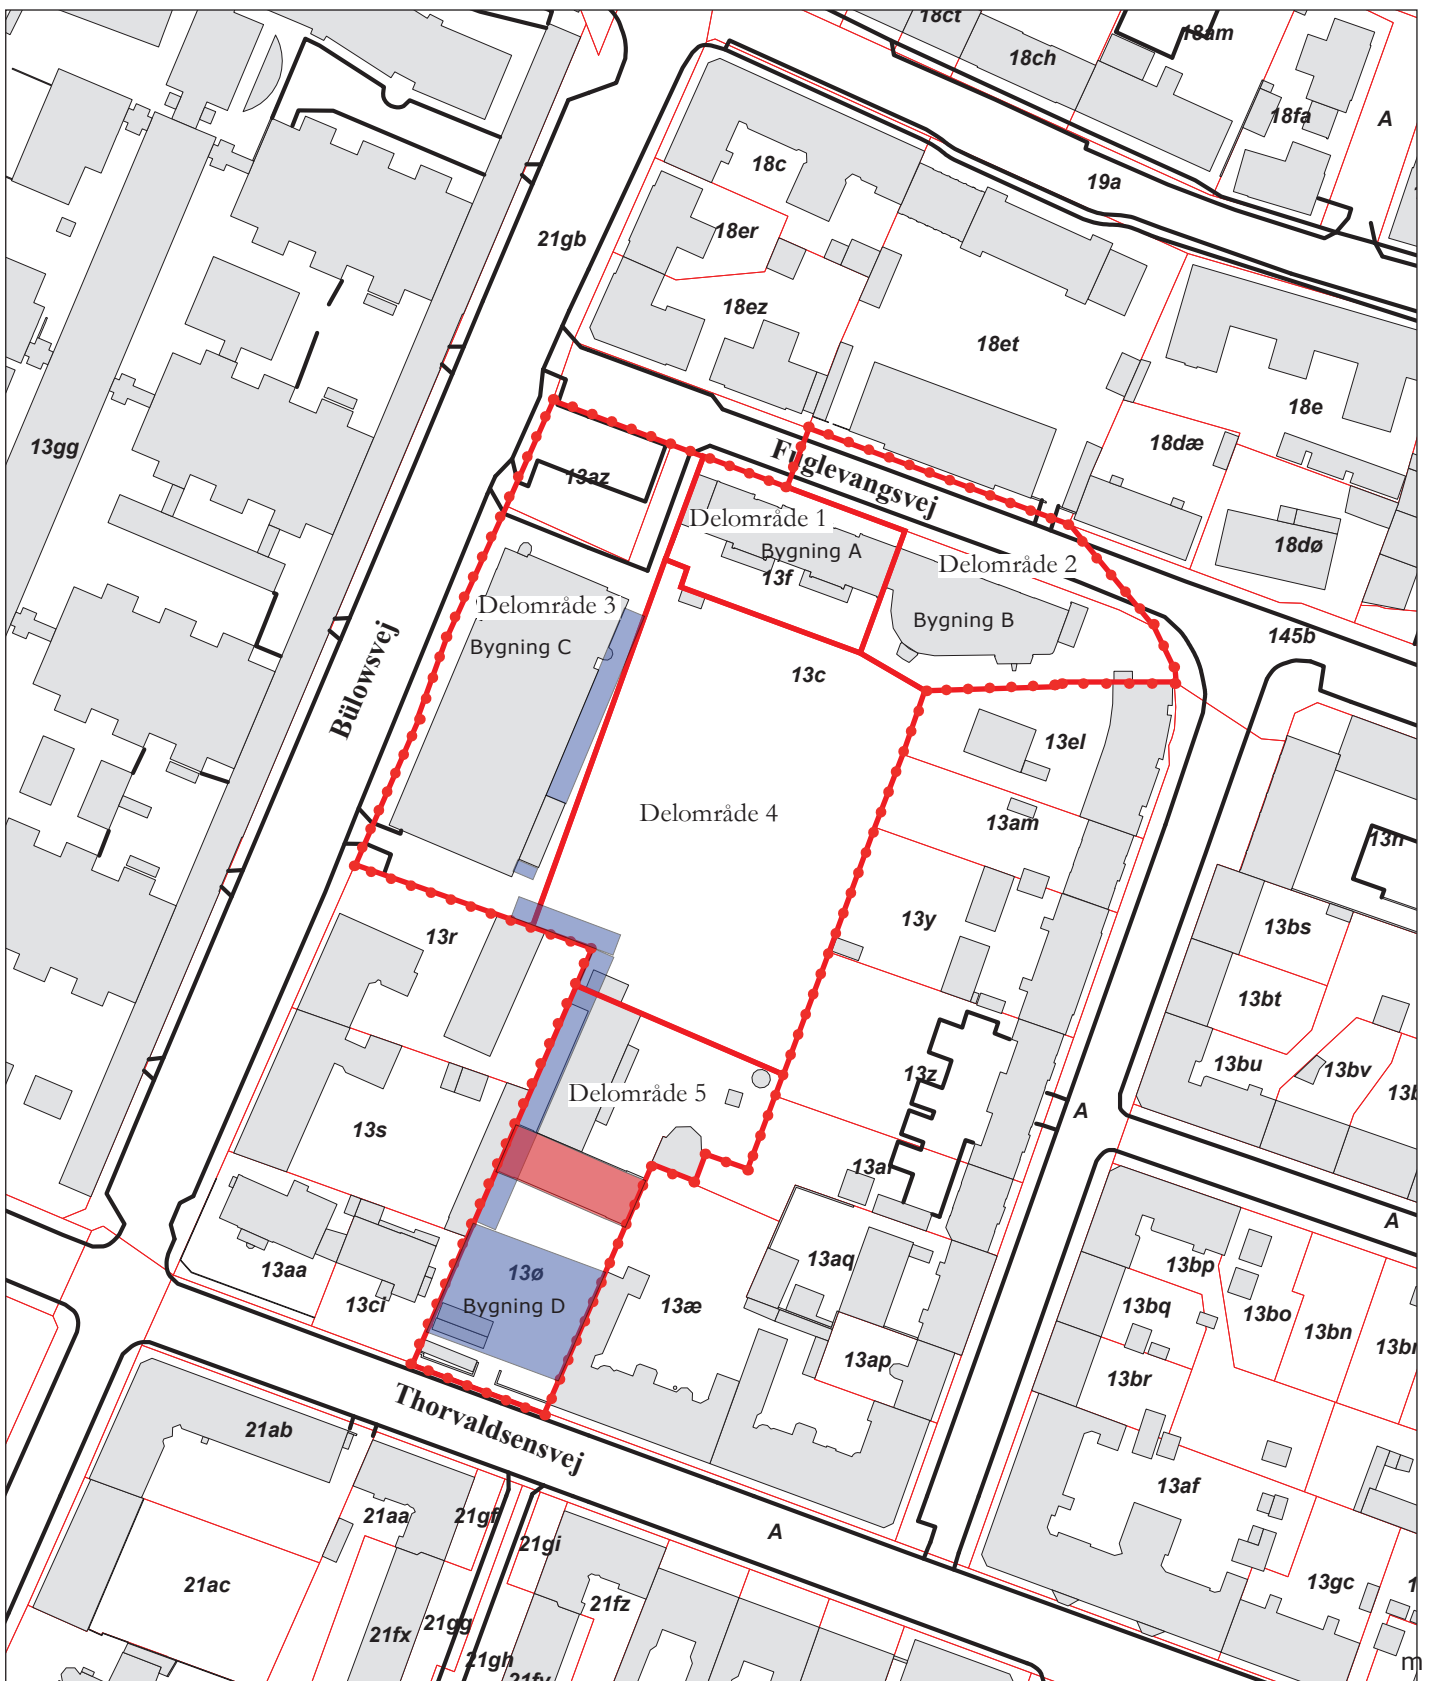 18ct
18am
18ch
18fa
A
18c
19a
18er
21gb
18ez
18et
18e
18dæ
13gg
Fuglevangsvej
13az
Delområde 1
Bygning A
18dø
Delområde 2
13f
Delområde 3
Bygning B
145b
Bygning C
13c
Bülowsvej
13el
Delområde 4
13am
13n
13y
13bs
13r
13bt
13bu
13bv
13z
Delområde 5
A
13s
A
13aq
13bp
13aa
13ø
13ci
Bygning D
13æ
13bq
13bo
13bn
13ap
13br
Thorvaldsensvej
21ab
13af
21aa
21gf
A
21gi
21ac
13gc
21fz
21gg
21fx
21gh
m